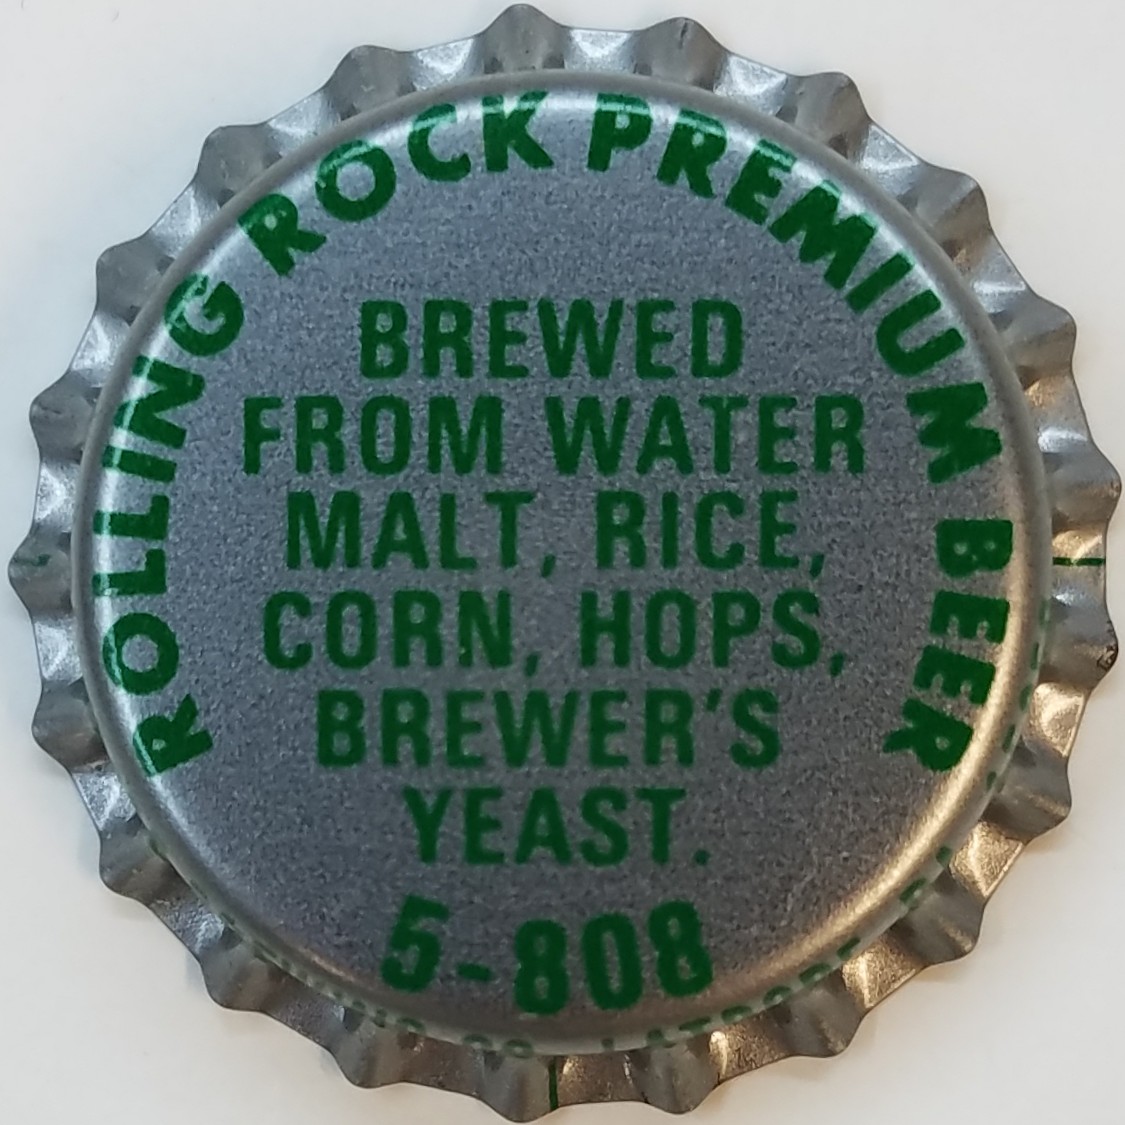 ROLLING ROCK PREMIUM BEER
BREWED
FROM WATER
MALT, RICE,
CORN, HOPS,
BREWER'S
YEAST.
5-808